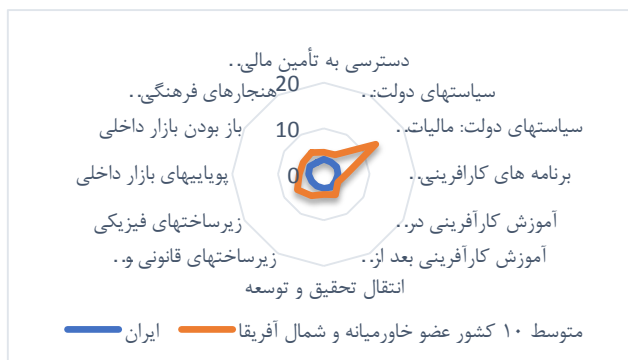 دسترسی به تأمین مالی..
سیاستهای دولت:..
سیاستهای دولت: مالیات..
برنامه های کارافرینی..
آموزش کارآفرینی در..
آموزش کارآفرینی بعد از..
انتقال تحقیق و توسعه
زیرساختهای قانونی و..
زیرساختهای فیزیکی
پویاییهای بازار داخلی
باز بودن بازار داخلی
هنجارهای فرهنگی..
20
10
0
متوسط ۱۰ کشور عضو خاورمیانه و شمال آفریقا
ایران